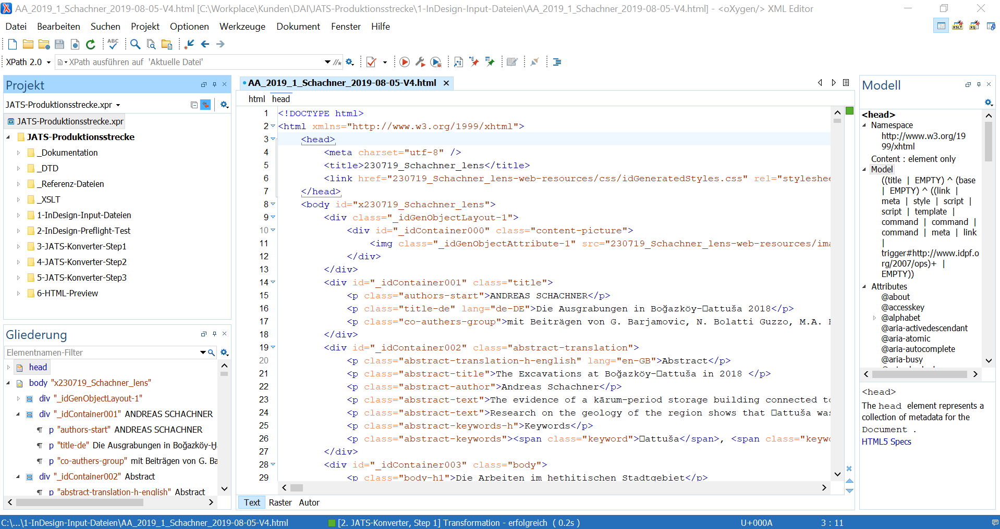 AA_2019_1_Schachner_2019-08-05-V4.html [C:\Workplace\Kunden\DAI\JATS-Produktionsstrecke\1-InDesign-Input-Dateien\AA_2019_1_Schachner_2019-08-05-V4.html] - <oXygen/> XML Editor
Datei Bearbeiten Suchen Projekt Optionen Werkzeuge Dokument Fenster Hilfe
XPath 2.0 XPath ausführen auf 'Aktuelle Datei'
Projekt
JATS-Produktionsstrecke.xpr
JATS-Produktionsstrecke.xpr
JATS-Produktionsstrecke
_Dokumentation
_DTD
_Referenz-Dateien
_XSLT
1-InDesign-Input-Dateien
2-InDesign-Preflight-Test
3-JATS-Konverter-Step1
4-JATS-Konverter-Step2
5-JATS-Konverter-Step3
6-HTML-Preview
Gliederung
Elementnamen-Filter
head
body "x230719_Schachner_lens"
div "_idGenObjectLayout-1"
div "_idContainer001" ANDREAS SCHACHNER
p "authors-start" ANDREAS SCHACHNER
p "title-de" Die Ausgrabungen in Boğazköy-Ḫ
p "co-authers-group" mit Beiträgen von G. Ba
div "_idContainer002" Abstract
p "abstract-translation-h-english" Abstract
AA_2019_1_Schachner_2019-08-05-V4.html
html head
1 <!DOCTYPE html>
2 <html xmlns="http://www.w3.org/1999/xhtml">
3 <head>
4 <meta charset="utf-8" />
5 <title>230719_Schachner_lens</title>
6 <link href="230719_Schachner_lens-web-resources/css/idGeneratedStyles.css" rel="styleshee
7 </head>
8 <body id="x230719_Schachner_lens">
9 <div class="_idGenObjectLayout-1">
10 <div id="_idContainer000" class="content-picture">
11 <img class="_idGenObjectAttribute-1" src="230719_Schachner_lens-web-resources/ima
12 </div>
13 </div>
14 <div id="_idContainer001" class="title">
15 <p class="authors-start">ANDREAS SCHACHNER</p>
16 <p class="title-de" lang="de-DE">Die Ausgrabungen in Boğazköy-□attuša 2018</p>
17 <p class="co-authers-group">mit Beiträgen von G. Barjamovic, N. Bolatti Guzzo, M.A.
18 </div>
19 <div id="_idContainer002" class="abstract-translation">
20 <p class="abstract-translation-h-english" lang="en-GB">Abstract</p>
21 <p class="abstract-title">The Excavations at Boğazköy-□attuša in 2018 </p>
22 <p class="abstract-author">Andreas Schachner</p>
23 <p class="abstract-text">The evidence of a kārum-period storage building connected to
24 <p class="abstract-text">Research on the geology of the region shows that □attuša was
25 <p class="abstract-keywords-h">Keywords</p>
26 <p class="abstract-keywords"><span class="keyword">□attuša</span>, <span class="keywo
27 </div>
28 <div id="_idContainer003" class="body">
29 <p class="body-h1">Die Arbeiten im hethitischen Stadtgebiet</p>
Text Raster Autor
Modell
<head>
Namespace
http://www.w3.org/19
99/xhtml
Content : element only
Model
((title | EMPTY) ^ (base
| EMPTY) ^ ((link |
meta | style | script |
script | template |
command | command |
command | meta | link
|
trigger#http://www.idpf.o
rg/2007/ops)+ |
EMPTY))
Attributes
@about
@accesskey
@alphabet
@aria-activedescendant
@aria-atomic
@aria-autocomplete
@aria-busy
<head>
The head element represents a
collection of metadata for the
Document .
HTML5 Specs
C:\...\1-InDesign-Input-Dateien\AA_2019_1_Schachner_2019-08-05-V4.html [2. JATS-Konverter, Step 1] Transformation - erfolgreich ( 0.2s ) U+000A 3 : 11